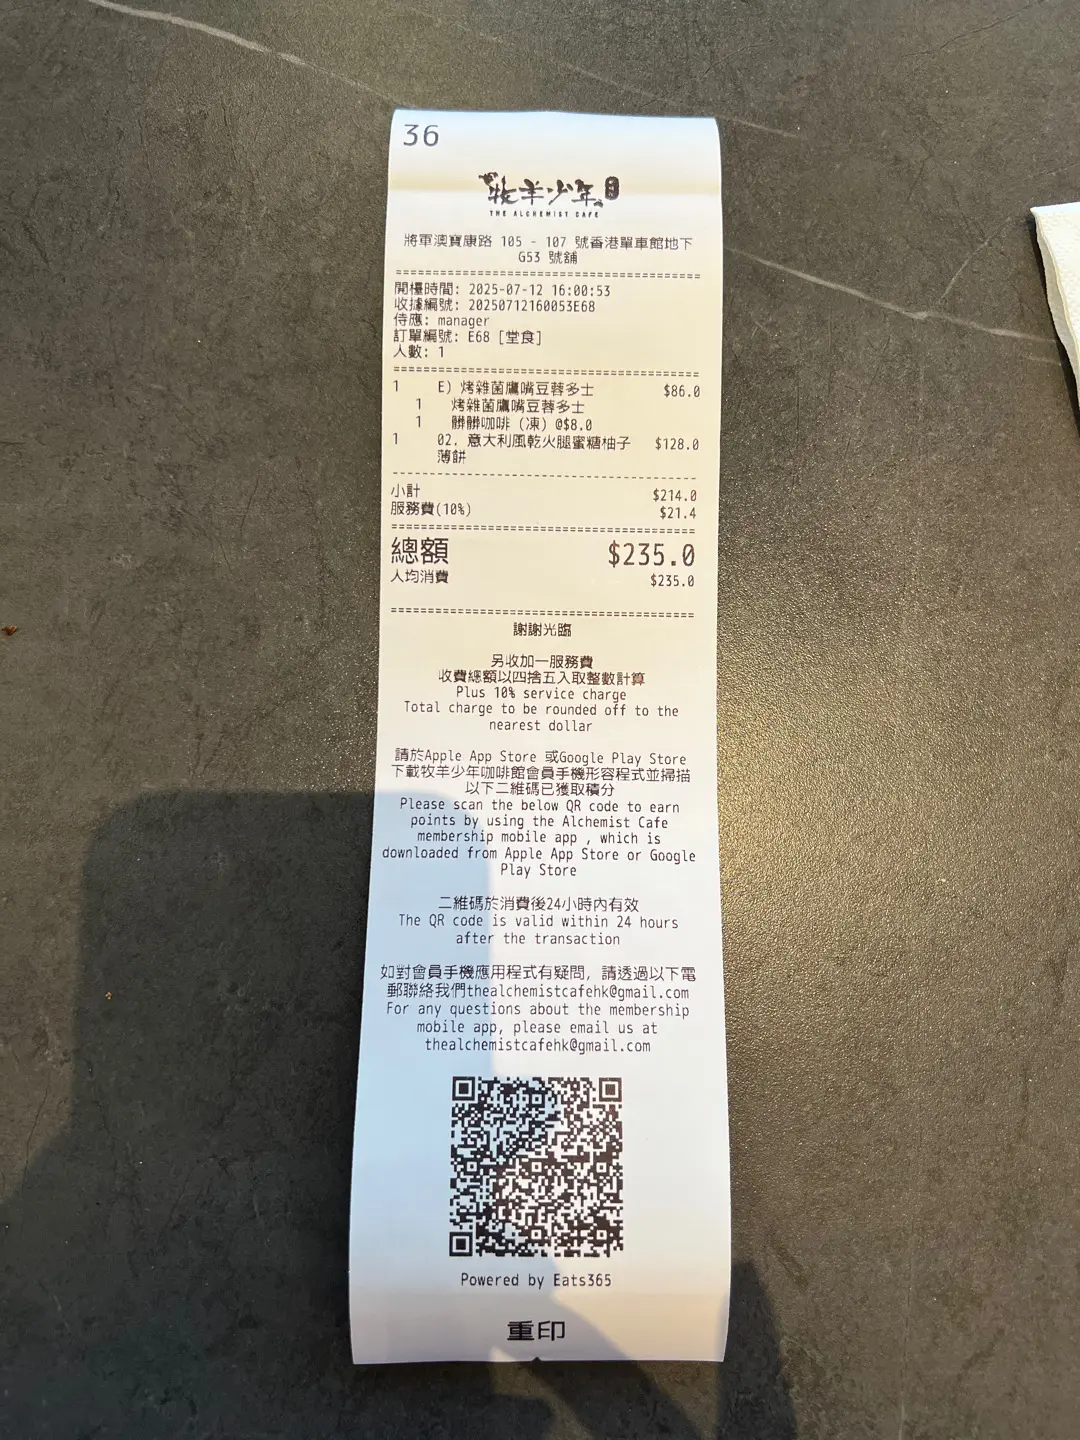 36
牧羊少年
THE ALCHEMIST CAFE
將軍澳寶康路 105 - 107 號香港單車館地下
G53 號舖
開檯時間: 2025-07-12 16:00:53
收據編號: 20250712160053E68
侍應: manager
訂單編號: E68 [堂食]
人數: 1
1 E) 烤雜菌鷹嘴豆蓉多士 $86.0
1 烤雜菌鷹嘴豆蓉多士
1 髒髒咖啡 (凍) @$8.0
1 02. 意大利風乾火腿蜜糖柚子 $128.0
薄餅
小計 $214.0
服務費(10%) $21.4
總額 $235.0
人均消費 $235.0
謝謝光臨
另收加一服務費
收費總額以四捨五入取整數計算
Plus 10% service charge
Total charge to be rounded off to the
nearest dollar
請於Apple App Store 或Google Play Store
下載牧羊少年咖啡館會員手機形容程式並掃描
以下二維碼已獲取積分
Please scan the below QR code to earn
points by using the Alchemist Cafe
membership mobile app , which is
downloaded from Apple App Store or Google
Play Store
二維碼於消費後24小時內有效
The QR code is valid within 24 hours
after the transaction
如對會員手機應用程式有疑問, 請透過以下電
郵聯絡我們thealchemistcafehk@gmail.com
For any questions about the membership
mobile app, please email us at
thealchemistcafehk@gmail.com
Powered by Eats365
重印